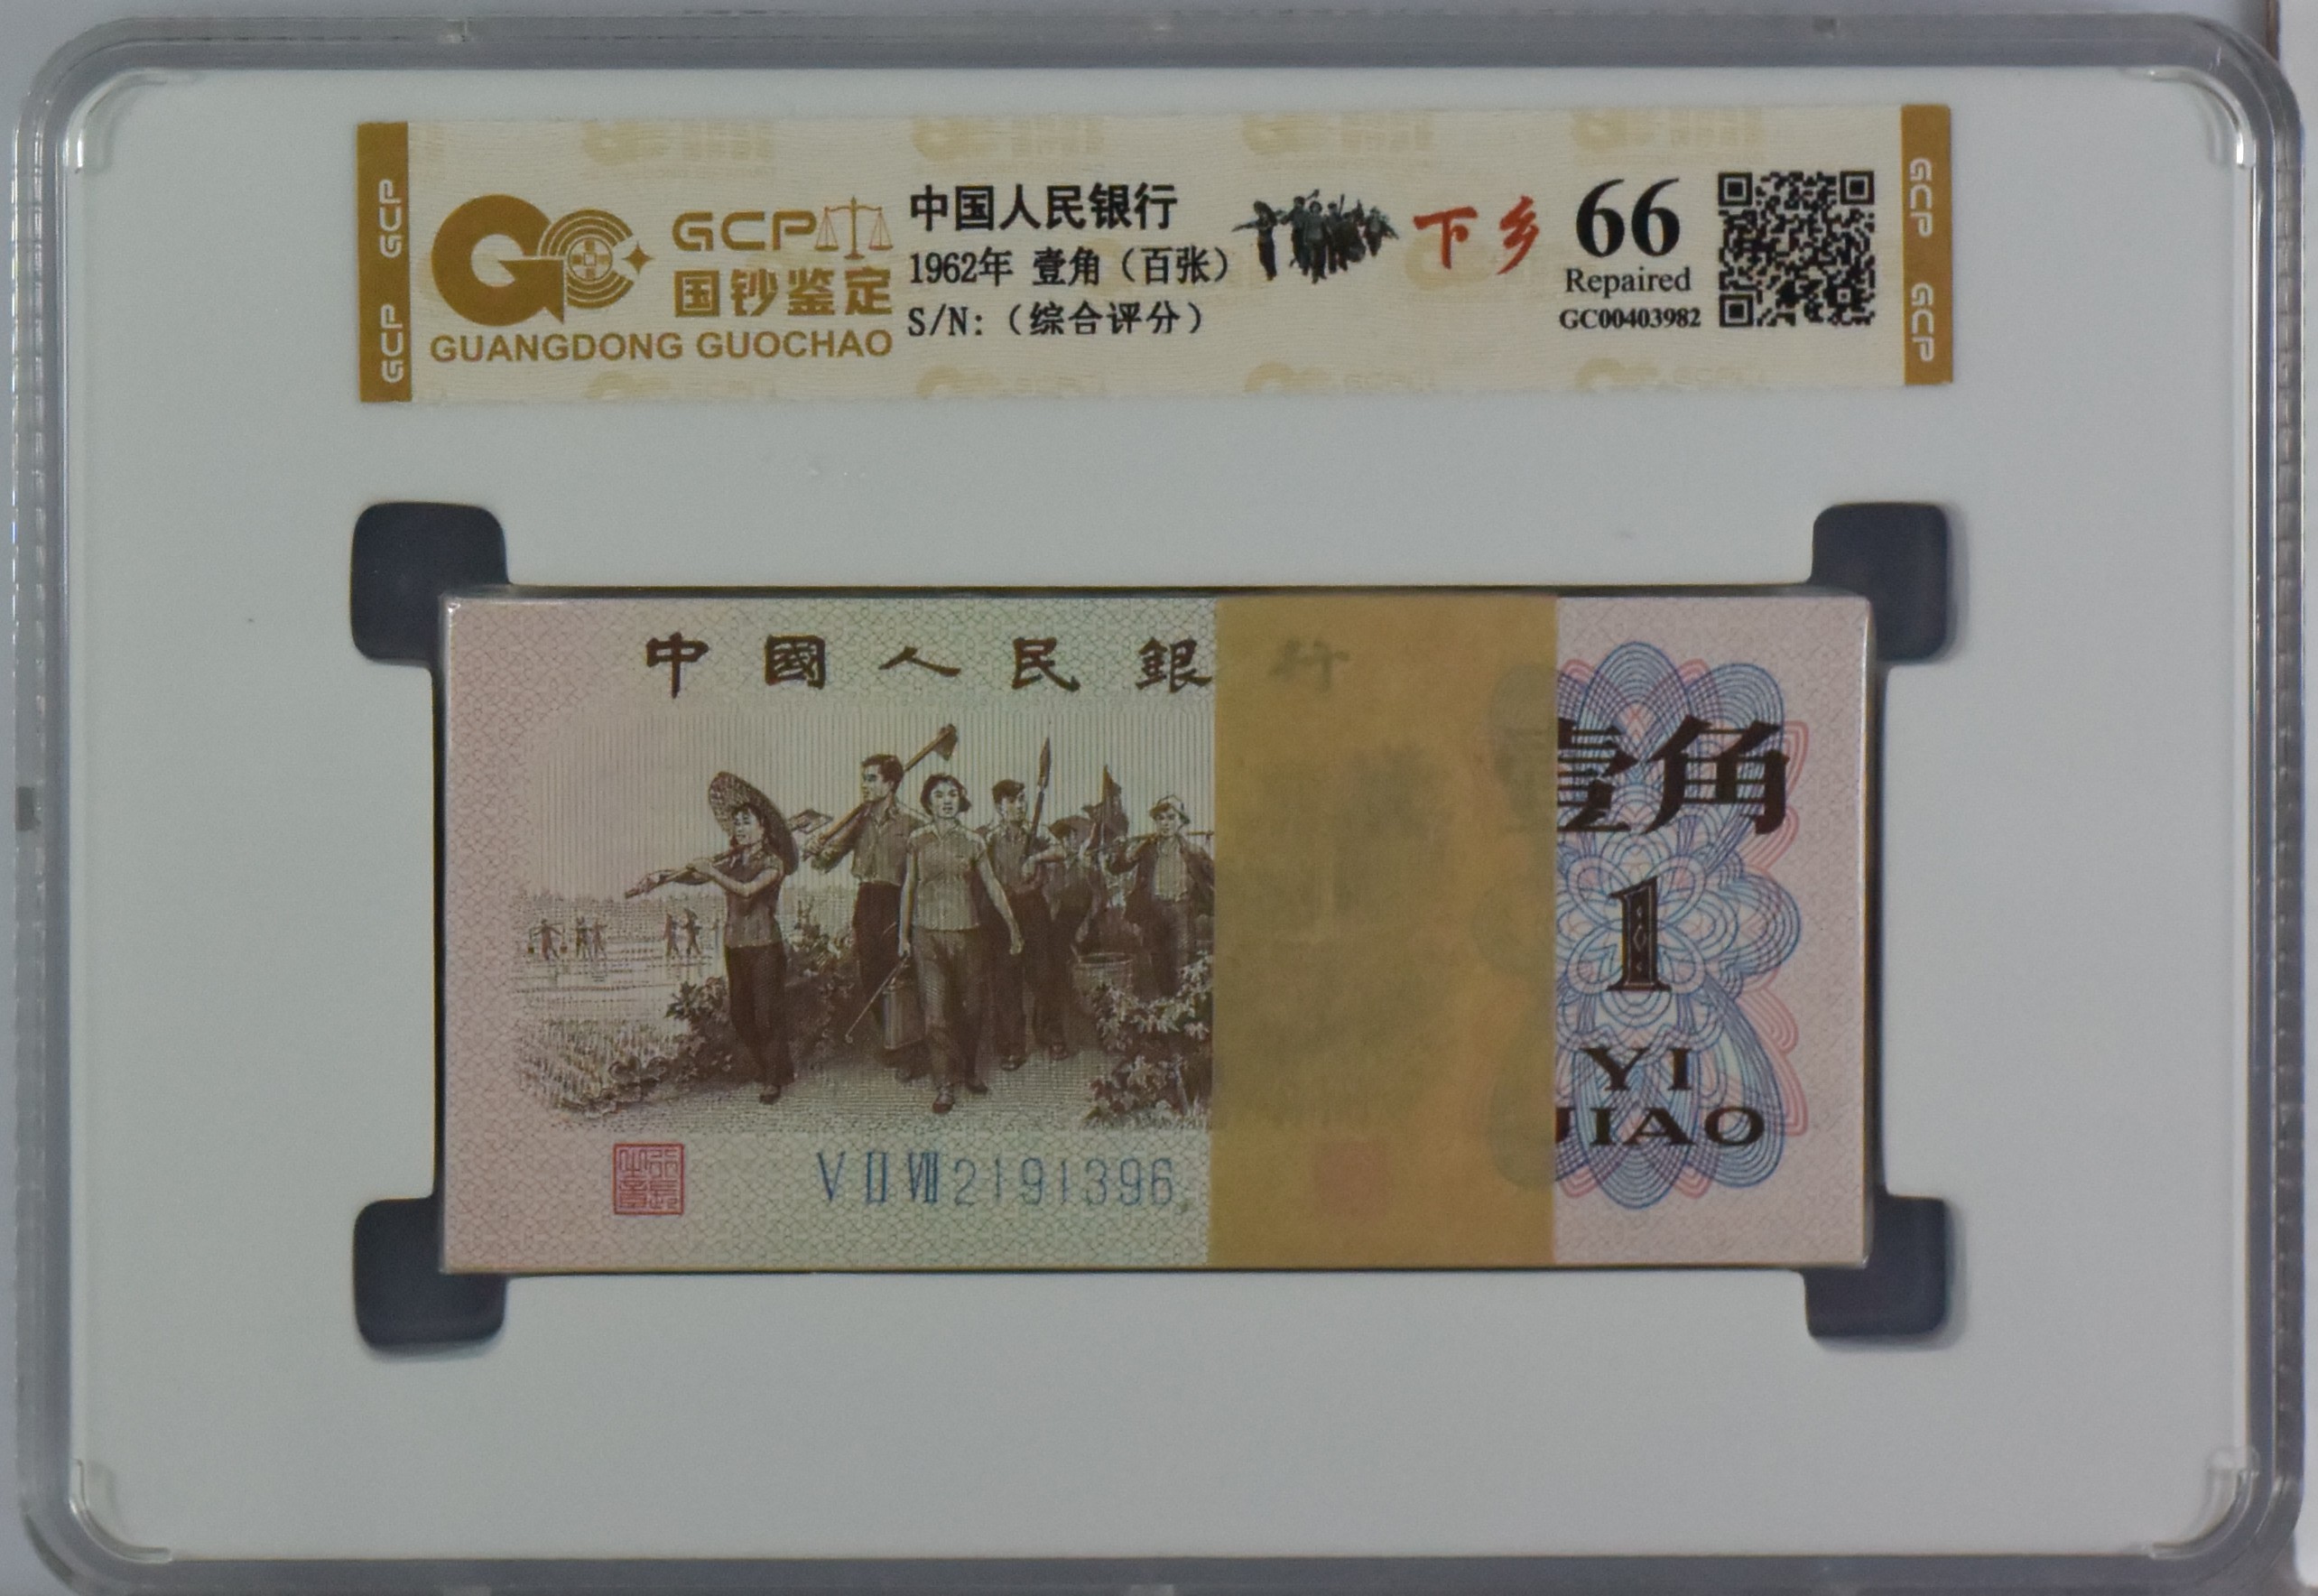 GCP GCP
GCP
国钞鉴定
GUANGDONG GUOCHAO
中国人民银行
1962年 壹角（百张）
S/N:（综合评分）
下乡
66
Repaired
GC00403982
GCP GCP
中國人民銀行
壹角
1
YI
JIAO
V II VIII 2191396